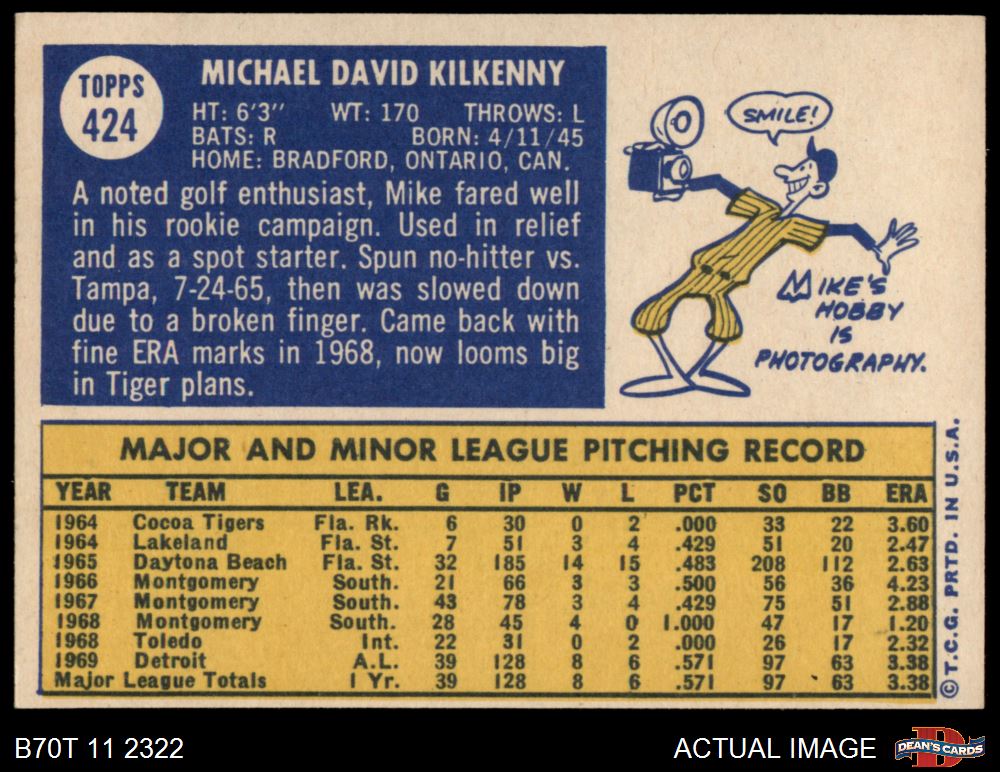 TOPPS
424
MICHAEL DAVID KILKENNY
HT: 6'3" WT: 170 THROWS: L
BATS: R BORN: 4/11/45
HOME: BRADFORD, ONTARIO, CAN.
A noted golf enthusiast, Mike fared well
in his rookie campaign. Used in relief
and as a spot starter. Spun no-hitter vs.
Tampa, 7-24-65, then was slowed down
due to a broken finger. Came back with
fine ERA marks in 1968, now looms big
in Tiger plans.
SMILE!
MIKE'S
HOBBY
IS
PHOTOGRAPHY.
MAJOR AND MINOR LEAGUE PITCHING RECORD
YEAR TEAM LEA. G IP W L PCT SO BB ERA
1964 Cocoa Tigers Fla. Rk. 6 30 0 2 .000 33 22 3.60
1964 Lakeland Fla. St. 7 51 3 4 .429 51 20 2.47
1965 Daytona Beach Fla. St. 32 185 14 15 .483 208 112 2.63
1966 Montgomery South. 21 66 3 3 .500 56 36 4.23
1967 Montgomery South. 43 78 3 4 .429 75 51 2.88
1968 Montgomery South. 28 45 4 0 1.000 47 17 1.20
1968 Toledo Int. 22 31 0 2 .000 26 17 2.32
1969 Detroit A.L. 39 128 8 6 .571 97 63 3.38
Major League Totals 1 Yr. 39 128 8 6 .571 97 63 3.38
© T.C.G. PRTD. IN U.S.A.
B70T 11 2322
ACTUAL IMAGE
D
DEAN'S CARDS